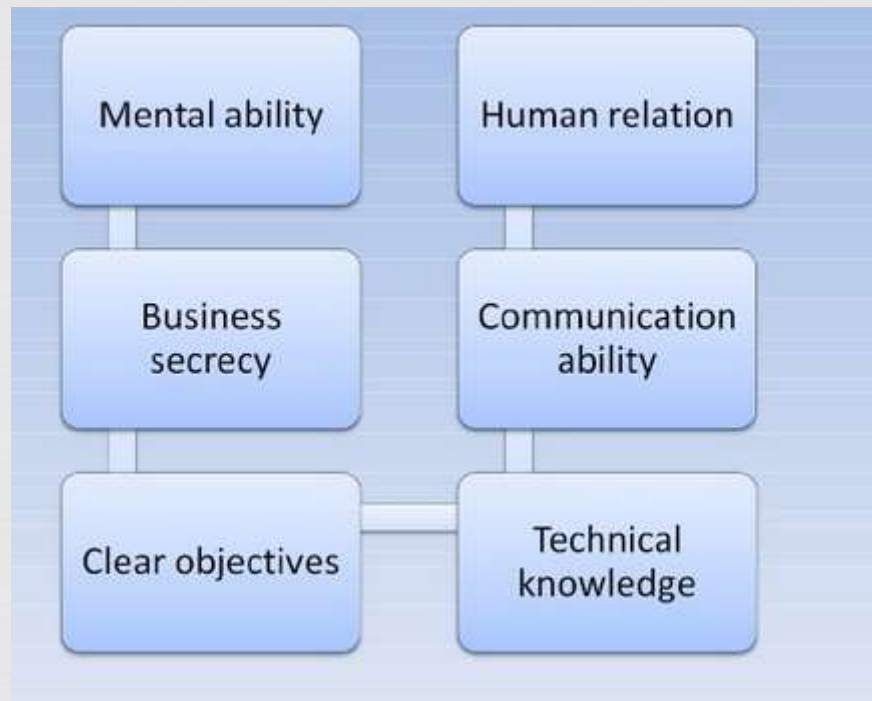 Mental ability
Business
secrecy
Clear objectives
Technical
knowledge
Communication
ability
Human relation